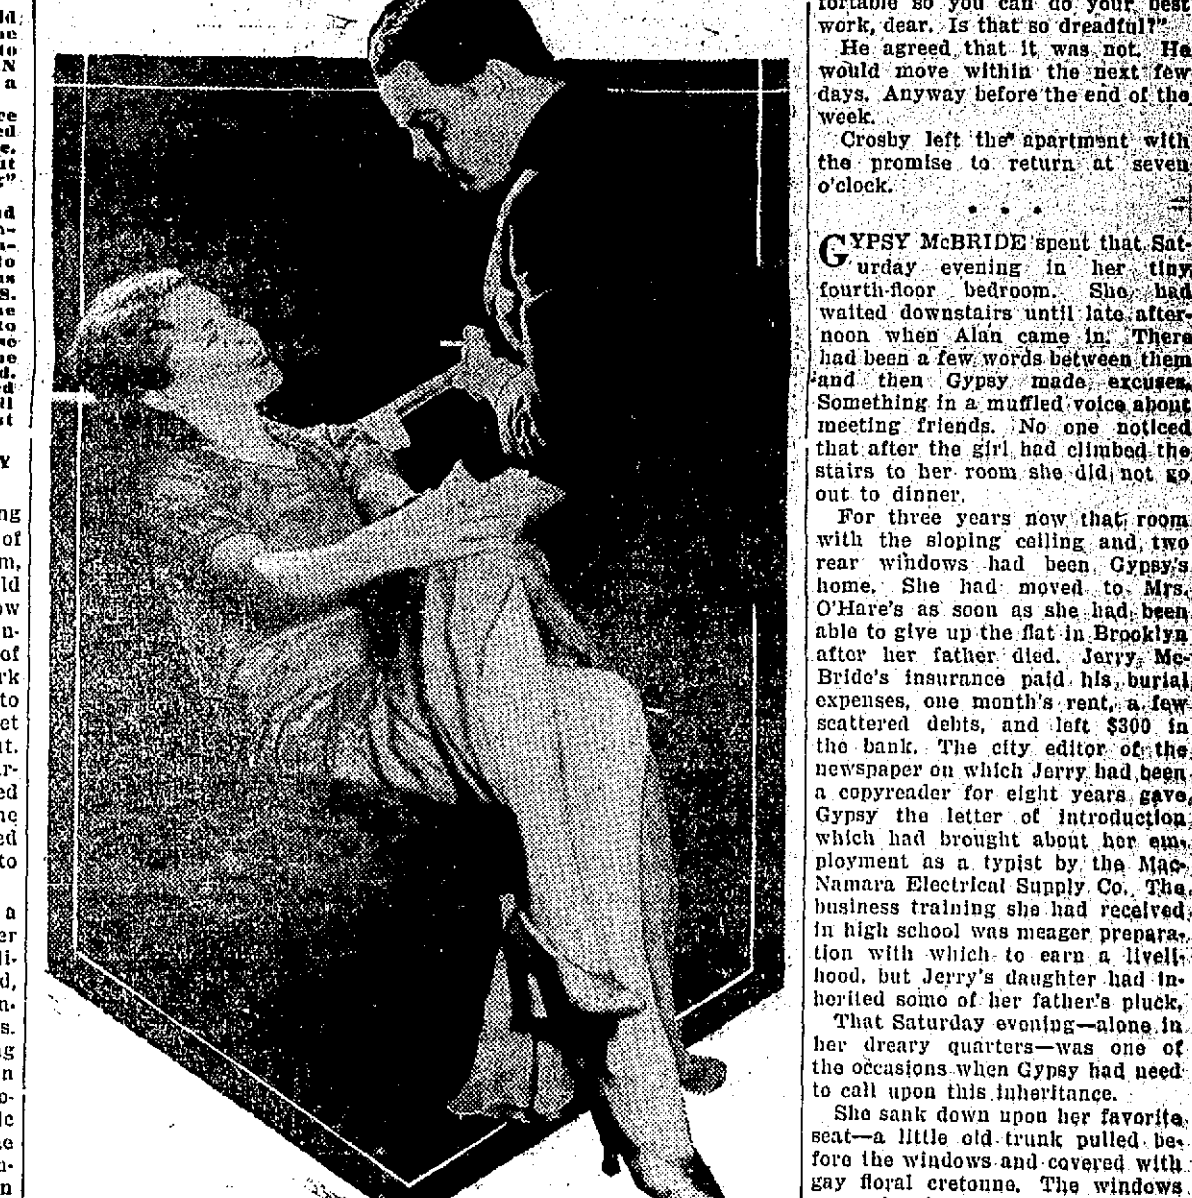 fortable so you can do your best
work, dear. Is that so dreadful?"
He agreed that it was not. He
would move within the next few
days. Anyway before the end of the
week.
Crosby left the apartment with
the promise to return at seven
o'clock.
• • •
GYPSY McBRIDE spent that Sat-
urday evening in her tiny
fourth-floor bedroom. She had
waited downstairs until late after-
noon when Alan came in. There
had been a few words between them
and then Gypsy made excuses.
Something in a muffled voice about
meeting friends. No one noticed
that after the girl had climbed the
stairs to her room she did not go
out to dinner.
For three years now that room
with the sloping ceiling and two
rear windows had been Gypsy's
home. She had moved to Mrs.
O'Hare's as soon as she had been
able to give up the flat in Brooklyn
after her father died. Jerry Mc-
Bride's insurance paid his burial
expenses, one month's rent, a few
scattered debts, and left $300 in
the bank. The city editor of the
newspaper on which Jerry had been
a copyreader for eight years gave
Gypsy the letter of introduction
which had brought about her em-
ployment as a typist by the Mac-
Namara Electrical Supply Co. The
business training she had received
in high school was meager prepara-
tion with which to earn a liveli-
hood, but Jerry's daughter had in-
herited some of her father's pluck.
That Saturday evening—alone in
her dreary quarters—was one of
the occasions when Gypsy had need
to call upon this inheritance.
She sank down upon her favorite
seat—a little old trunk pulled be-
fore the windows and covered with
gay floral cretonne. The windows